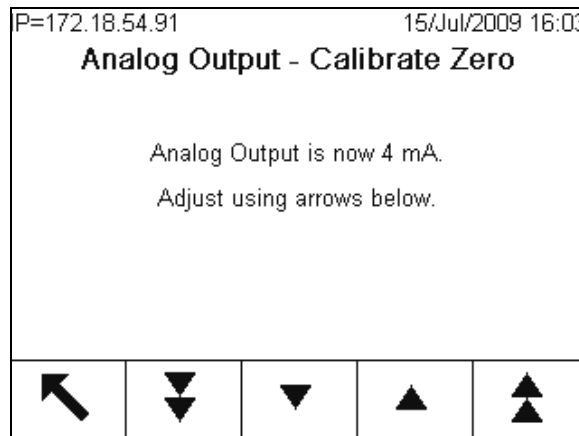 IP=172.18.54.91 15/Jul/2009 16:03
Analog Output - Calibrate Zero
Analog Output is now 4 mA.
Adjust using arrows below.